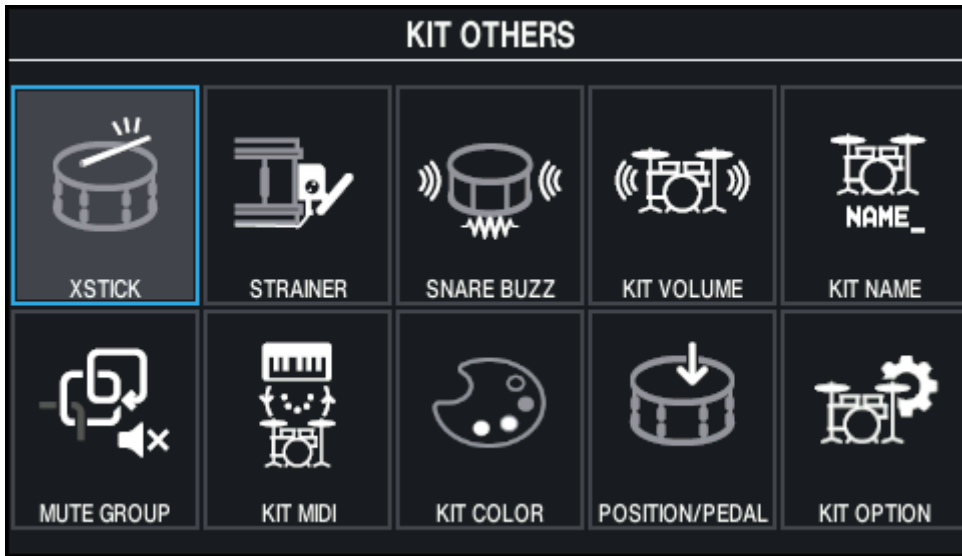 KIT OTHERS
XSTICK
STRAINER
SNARE BUZZ
KIT VOLUME
NAME_
KIT NAME
MUTE GROUP
KIT MIDI
KIT COLOR
POSITION/PEDAL
KIT OPTION